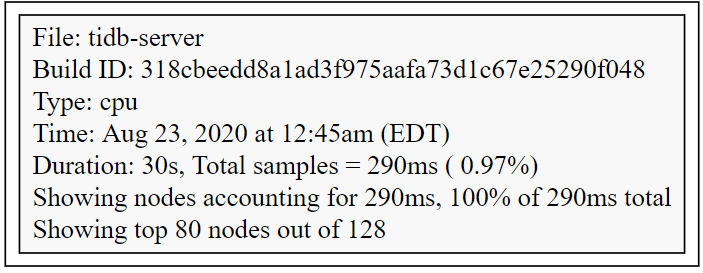 File: tidb-server
Build ID: 318cbeedd8a1ad3f975aafa73d1c67e25290f048
Type: cpu
Time: Aug 23, 2020 at 12:45am (EDT)
Duration: 30s, Total samples = 290ms ( 0.97%)
Showing nodes accounting for 290ms, 100% of 290ms total
Showing top 80 nodes out of 128